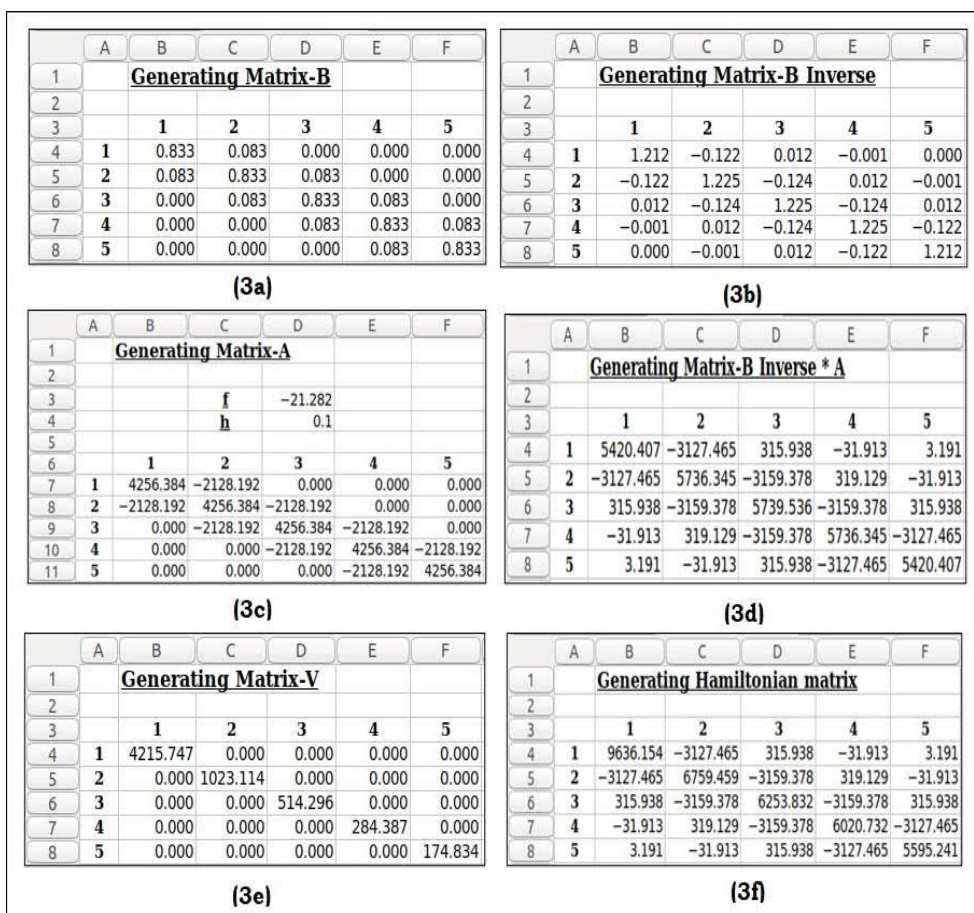 A B C D E F
1 Generating Matrix-B
2
3 1 2 3 4 5
4 1 0.833 0.083 0.000 0.000 0.000
5 2 0.083 0.833 0.083 0.000 0.000
6 3 0.000 0.083 0.833 0.083 0.000
7 4 0.000 0.000 0.083 0.833 0.083
8 5 0.000 0.000 0.000 0.083 0.833
(3a)
A B C D E F
1 Generating Matrix-B Inverse
2
3 1 2 3 4 5
4 1 1.212 −0.122 0.012 −0.001 0.000
5 2 −0.122 1.225 −0.124 0.012 −0.001
6 3 0.012 −0.124 1.225 −0.124 0.012
7 4 −0.001 0.012 −0.124 1.225 −0.122
8 5 0.000 −0.001 0.012 −0.122 1.212
(3b)
A B C D E F
1 Generating Matrix-A
2
3 f −21.282
4 h 0.1
5
6 1 2 3 4 5
7 1 4256.384 −2128.192 0.000 0.000 0.000
8 2 −2128.192 4256.384 −2128.192 0.000 0.000
9 3 0.000 −2128.192 4256.384 −2128.192 0.000
10 4 0.000 0.000 −2128.192 4256.384 −2128.192
11 5 0.000 0.000 0.000 −2128.192 4256.384
(3c)
A B C D E F
1 Generating Matrix-B Inverse * A
2
3 1 2 3 4 5
4 1 5420.407 −3127.465 315.938 −31.913 3.191
5 2 −3127.465 5736.345 −3159.378 319.129 −31.913
6 3 315.938 −3159.378 5739.536 −3159.378 315.938
7 4 −31.913 319.129 −3159.378 5736.345 −3127.465
8 5 3.191 −31.913 315.938 −3127.465 5420.407
(3d)
A B C D E F
1 Generating Matrix-V
2
3 1 2 3 4 5
4 1 4215.747 0.000 0.000 0.000 0.000
5 2 0.000 1023.114 0.000 0.000 0.000
6 3 0.000 0.000 514.296 0.000 0.000
7 4 0.000 0.000 0.000 284.387 0.000
8 5 0.000 0.000 0.000 0.000 174.834
(3e)
A B C D E F
1 Generating Hamiltonian matrix
2
3 1 2 3 4 5
4 1 9636.154 −3127.465 315.938 −31.913 3.191
5 2 −3127.465 6759.459 −3159.378 319.129 −31.913
6 3 315.938 −3159.378 6253.832 −3159.378 315.938
7 4 −31.913 319.129 −3159.378 6020.732 −3127.465
8 5 3.191 −31.913 315.938 −3127.465 5595.241
(3f)